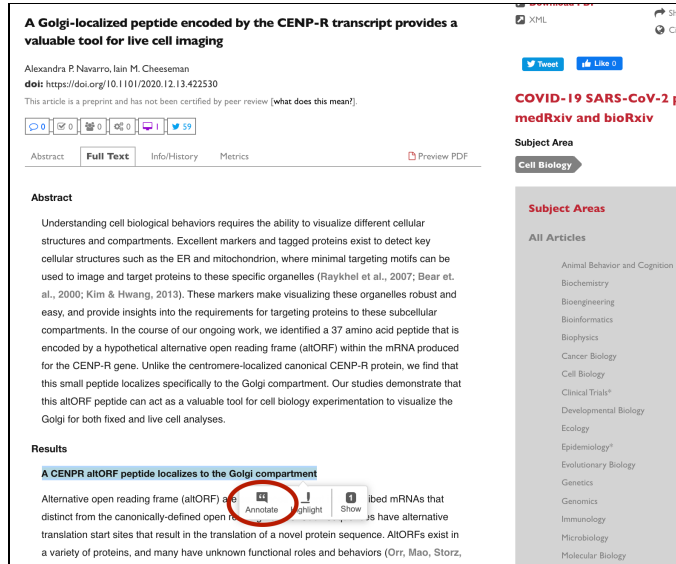 A Golgi-localized peptide encoded by the CENP-R transcript provides a
valuable tool for live cell imaging
Alexandra P. Navarro, Iain M. Cheeseman
doi: https://doi.org/10.1101/2020.12.13.422530
This article is a preprint and has not been certified by peer review [what does this mean?].
0 0 0 0 1 59
Abstract Full Text Info/History Metrics Preview PDF
Abstract
Understanding cell biological behaviors requires the ability to visualize different cellular
structures and compartments. Excellent markers and tagged proteins exist to detect key
cellular structures such as the ER and mitochondrion, where minimal targeting motifs can be
used to image and target proteins to these specific organelles (Raykhel et al., 2007; Bear et.
al., 2000; Kim & Hwang, 2013). These markers make visualizing these organelles robust and
easy, and provide insights into the requirements for targeting proteins to these subcellular
compartments. In the course of our ongoing work, we identified a 37 amino acid peptide that is
encoded by a hypothetical alternative open reading frame (altORF) within the mRNA produced
for the CENP-R gene. Unlike the centromere-localized canonical CENP-R protein, we find that
this small peptide localizes specifically to the Golgi compartment. Our studies demonstrate that
this altORF peptide can act as a valuable tool for cell biology experimentation to visualize the
Golgi for both fixed and live cell analyses.
Results
A CENPR altORF peptide localizes to the Golgi compartment
Alternative open reading frame (altORF) are ibed mRNAs that
Annotate Highlight 1 Show
distinct from the canonically-defined open have alternative
translation start sites that result in the translation of a novel protein sequence. AltORFs exist in
a variety of proteins, and many have unknown functional roles and behaviors (Orr, Mao, Storz,
Download PDF
XML
Tweet Like 0
COVID-19 SARS-CoV-2 p
medRxiv and bioRxiv
Subject Area
Cell Biology
Subject Areas
All Articles
Animal Behavior and Cognition
Biochemistry
Bioengineering
Bioinformatics
Biophysics
Cancer Biology
Cell Biology
Clinical Trials*
Developmental Biology
Ecology
Epidemiology*
Evolutionary Biology
Genetics
Genomics
Immunology
Microbiology
Molecular Biology